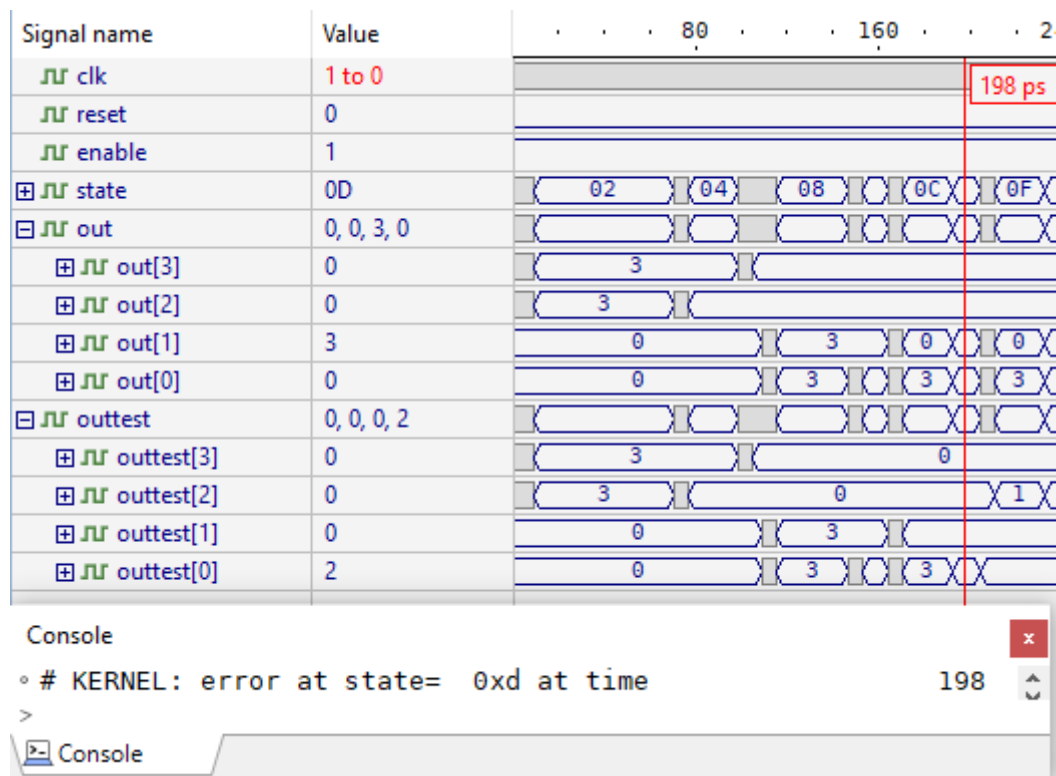 Signal name Value 80 160 2
clk 1 to 0 198 ps
reset 0
enable 1
state 0D 02 04 08 0C 0F
out 0, 0, 3, 0
out[3] 0 3
out[2] 0 3
out[1] 3 0 3 0 0
out[0] 0 0 3 3 3
outtest 0, 0, 0, 2
outtest[3] 0 3 0
outtest[2] 0 3 0 1
outtest[1] 0 0 3
outtest[0] 2 0 3 3
Console x
# KERNEL: error at state= 0xd at time 198
>
Console